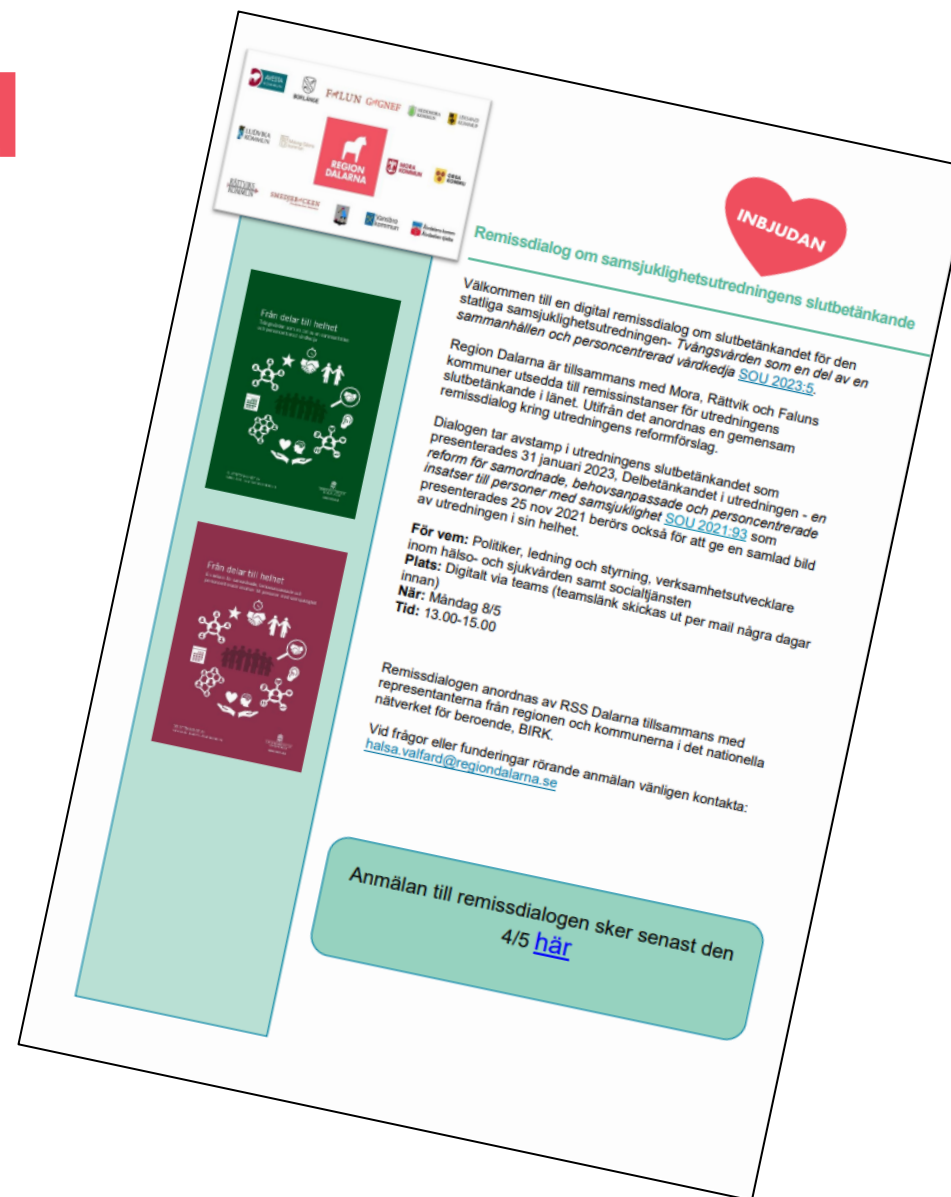 AVESTA
BORLÄNGE
FALUN
GAGNEF
LUDVIKA
KOMMUN
REGION
DALARNA
MORA
KOMMUN
ORSA
KOMMU
RÄTTVIKS
KOMMUN
SMEDJEBACKEN
Vansbro
kommun
INBJUDAN
Remissdialog om samsjuklighetsutredningens slutbetänkande
Välkommen till en digital remissdialog om slutbetänkandet för den
statliga samsjuklighetsutredningen- Tvångsvården som en del av en
sammanhållen och personcentrerad vårdkedja SOU 2023:5.
Region Dalarna är tillsammans med Mora, Rättvik och Faluns
kommuner utsedda till remissinstanser för utredningens
slutbetänkande i länet. Utifrån det anordnas en gemensam
remissdialog kring utredningens reformförslag.
Dialogen tar avstamp i utredningens slutbetänkandet som
presenterades 31 januari 2023, Delbetänkandet i utredningen - en
reform för samordnade, behovsanpassade och personcentrerade
insatser till personer med samsjuklighet SOU 2021:93 som
presenterades 25 nov 2021 berörs också för att ge en samlad bild
av utredningen i sin helhet.
För vem: Politiker, ledning och styrning, verksamhetsutvecklare
inom hälso- och sjukvården samt socialtjänsten
Plats: Digitalt via teams (teamslänk skickas ut per mail några dagar
innan)
När: Måndag 8/5
Tid: 13.00-15.00
Remissdialogen anordnas av RSS Dalarna tillsammans med
representanterna från regionen och kommunerna i det nationella
nätverket för beroende, BIRK.
Vid frågor eller funderingar rörande anmälan vänligen kontakta:
halsa.valfard@regiondalarna.se
Från delar till helhet
Från delar till helhet
Anmälan till remissdialogen sker senast den
4/5 här